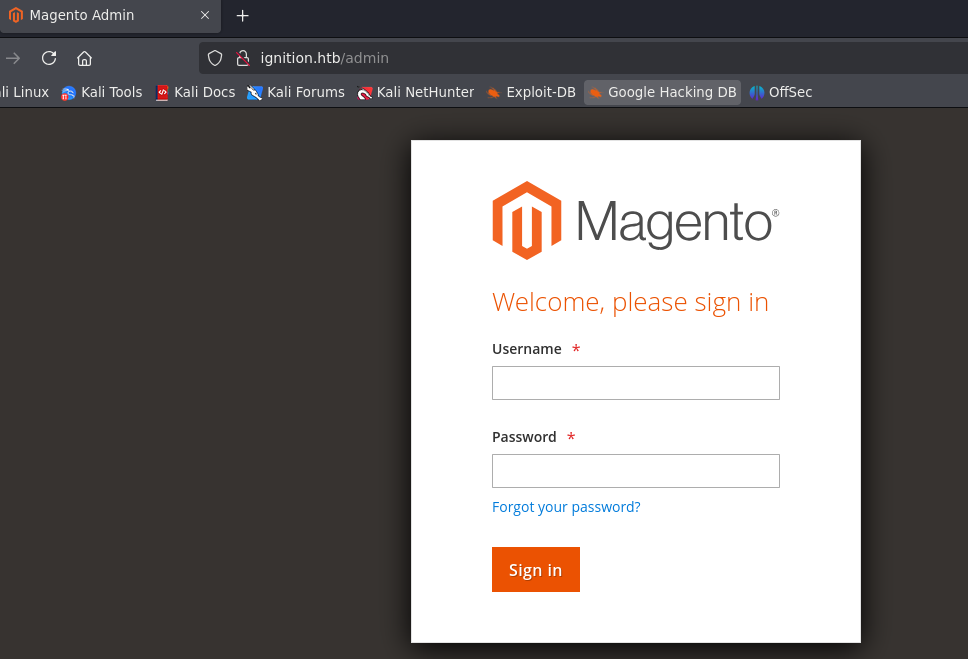 Magento Admin
ignition.htb/admin
li Linux Kali Tools Kali Docs Kali Forums Kali NetHunter Exploit-DB Google Hacking DB OffSec
Magento®
Welcome, please sign in
Username *
Password *
Forgot your password?
Sign in